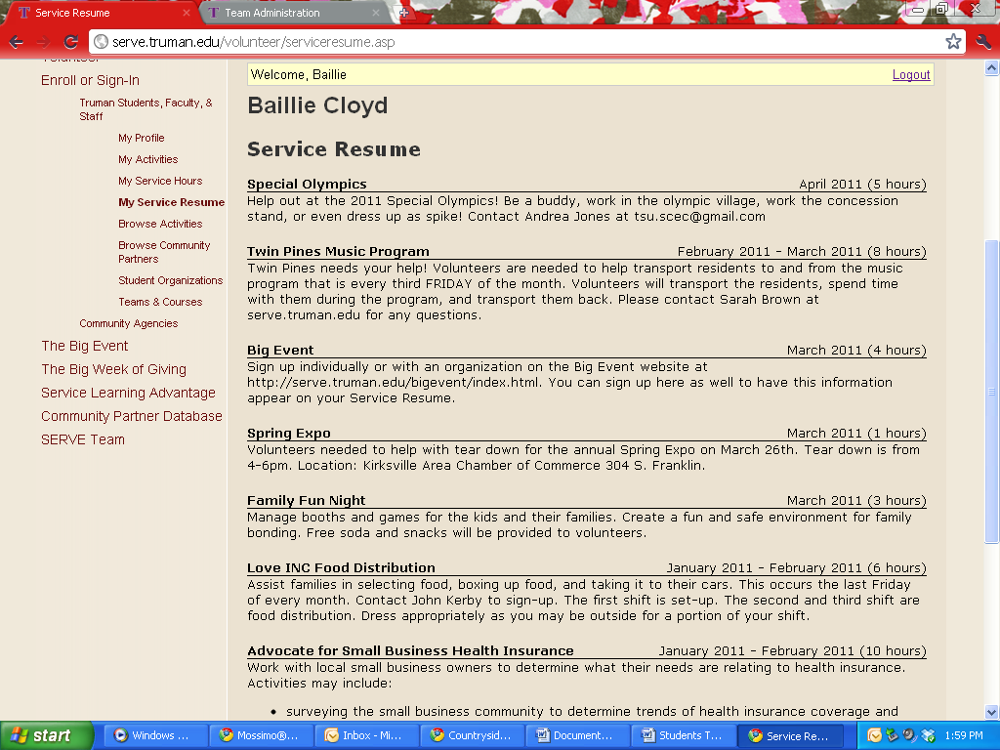 Service Resume
Team Administration
serve.truman.edu/volunteer/serviceresume.asp
Volunteer
Enroll or Sign-In
Truman Students, Faculty, &
Staff
My Profile
My Activities
My Service Hours
My Service Resume
Browse Activities
Browse Community
Partners
Student Organizations
Teams & Courses
Community Agencies
The Big Event
The Big Week of Giving
Service Learning Advantage
Community Partner Database
SERVE Team
Welcome, Baillie Logout
Baillie Cloyd
Service Resume
Special Olympics April 2011 (5 hours)
Help out at the 2011 Special Olympics! Be a buddy, work in the olympic village, work the concession
stand, or even dress up as spike! Contact Andrea Jones at tsu.scec@gmail.com
Twin Pines Music Program February 2011 - March 2011 (8 hours)
Twin Pines needs your help! Volunteers are needed to help transport residents to and from the music
program that is every third FRIDAY of the month. Volunteers will transport the residents, spend time
with them during the program, and transport them back. Please contact Sarah Brown at
serve.truman.edu for any questions.
Big Event March 2011 (4 hours)
Sign up individually or with an organization on the Big Event website at
http://serve.truman.edu/bigevent/index.html. You can sign up here as well to have this information
appear on your Service Resume.
Spring Expo March 2011 (1 hours)
Volunteers needed to help with tear down for the annual Spring Expo on March 26th. Tear down is from
4-6pm. Location: Kirksville Area Chamber of Commerce 304 S. Franklin.
Family Fun Night March 2011 (3 hours)
Manage booths and games for the kids and their families. Create a fun and safe environment for family
bonding. Free soda and snacks will be provided to volunteers.
Love INC Food Distribution January 2011 - February 2011 (6 hours)
Assist families in selecting food, boxing up food, and taking it to their cars. This occurs the last Friday
of every month. Contact John Kerby to sign-up. The first shift is set-up. The second and third shift are
food distribution. Dress appropriately as you may be outside for a portion of your shift.
Advocate for Small Business Health Insurance January 2011 - February 2011 (10 hours)
Work with local small business owners to determine what their needs are relating to health insurance.
Activities may include:
• surveying the small business community to determine trends of health insurance coverage and
start Windows ... Mossimo®... Inbox - Mi... Countrysid... Document... Students T... Service Re... 1:59 PM